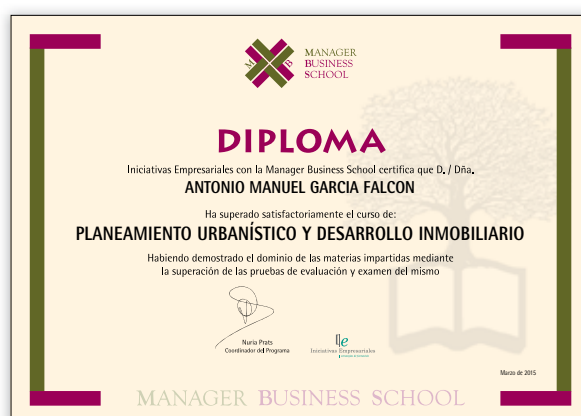 M B
MANAGER
BUSINESS
SCHOOL
DIPLOMA
Iniciativas Empresariales con la Manager Business School certifica que D. / Dña.
ANTONIO MANUEL GARCIA FALCON
Ha superado satisfactoriamente el curso de:
PLANEAMIENTO URBANÍSTICO Y DESARROLLO INMOBILIARIO
Habiendo demostrado el dominio de las materias impartidas mediante
la superación de las pruebas de evaluación y examen del mismo
Nuria Prats
Coordinador del Programa
Iniciativas Empresariales
Marzo de 2015
MANAGER BUSINESS SCHOOL